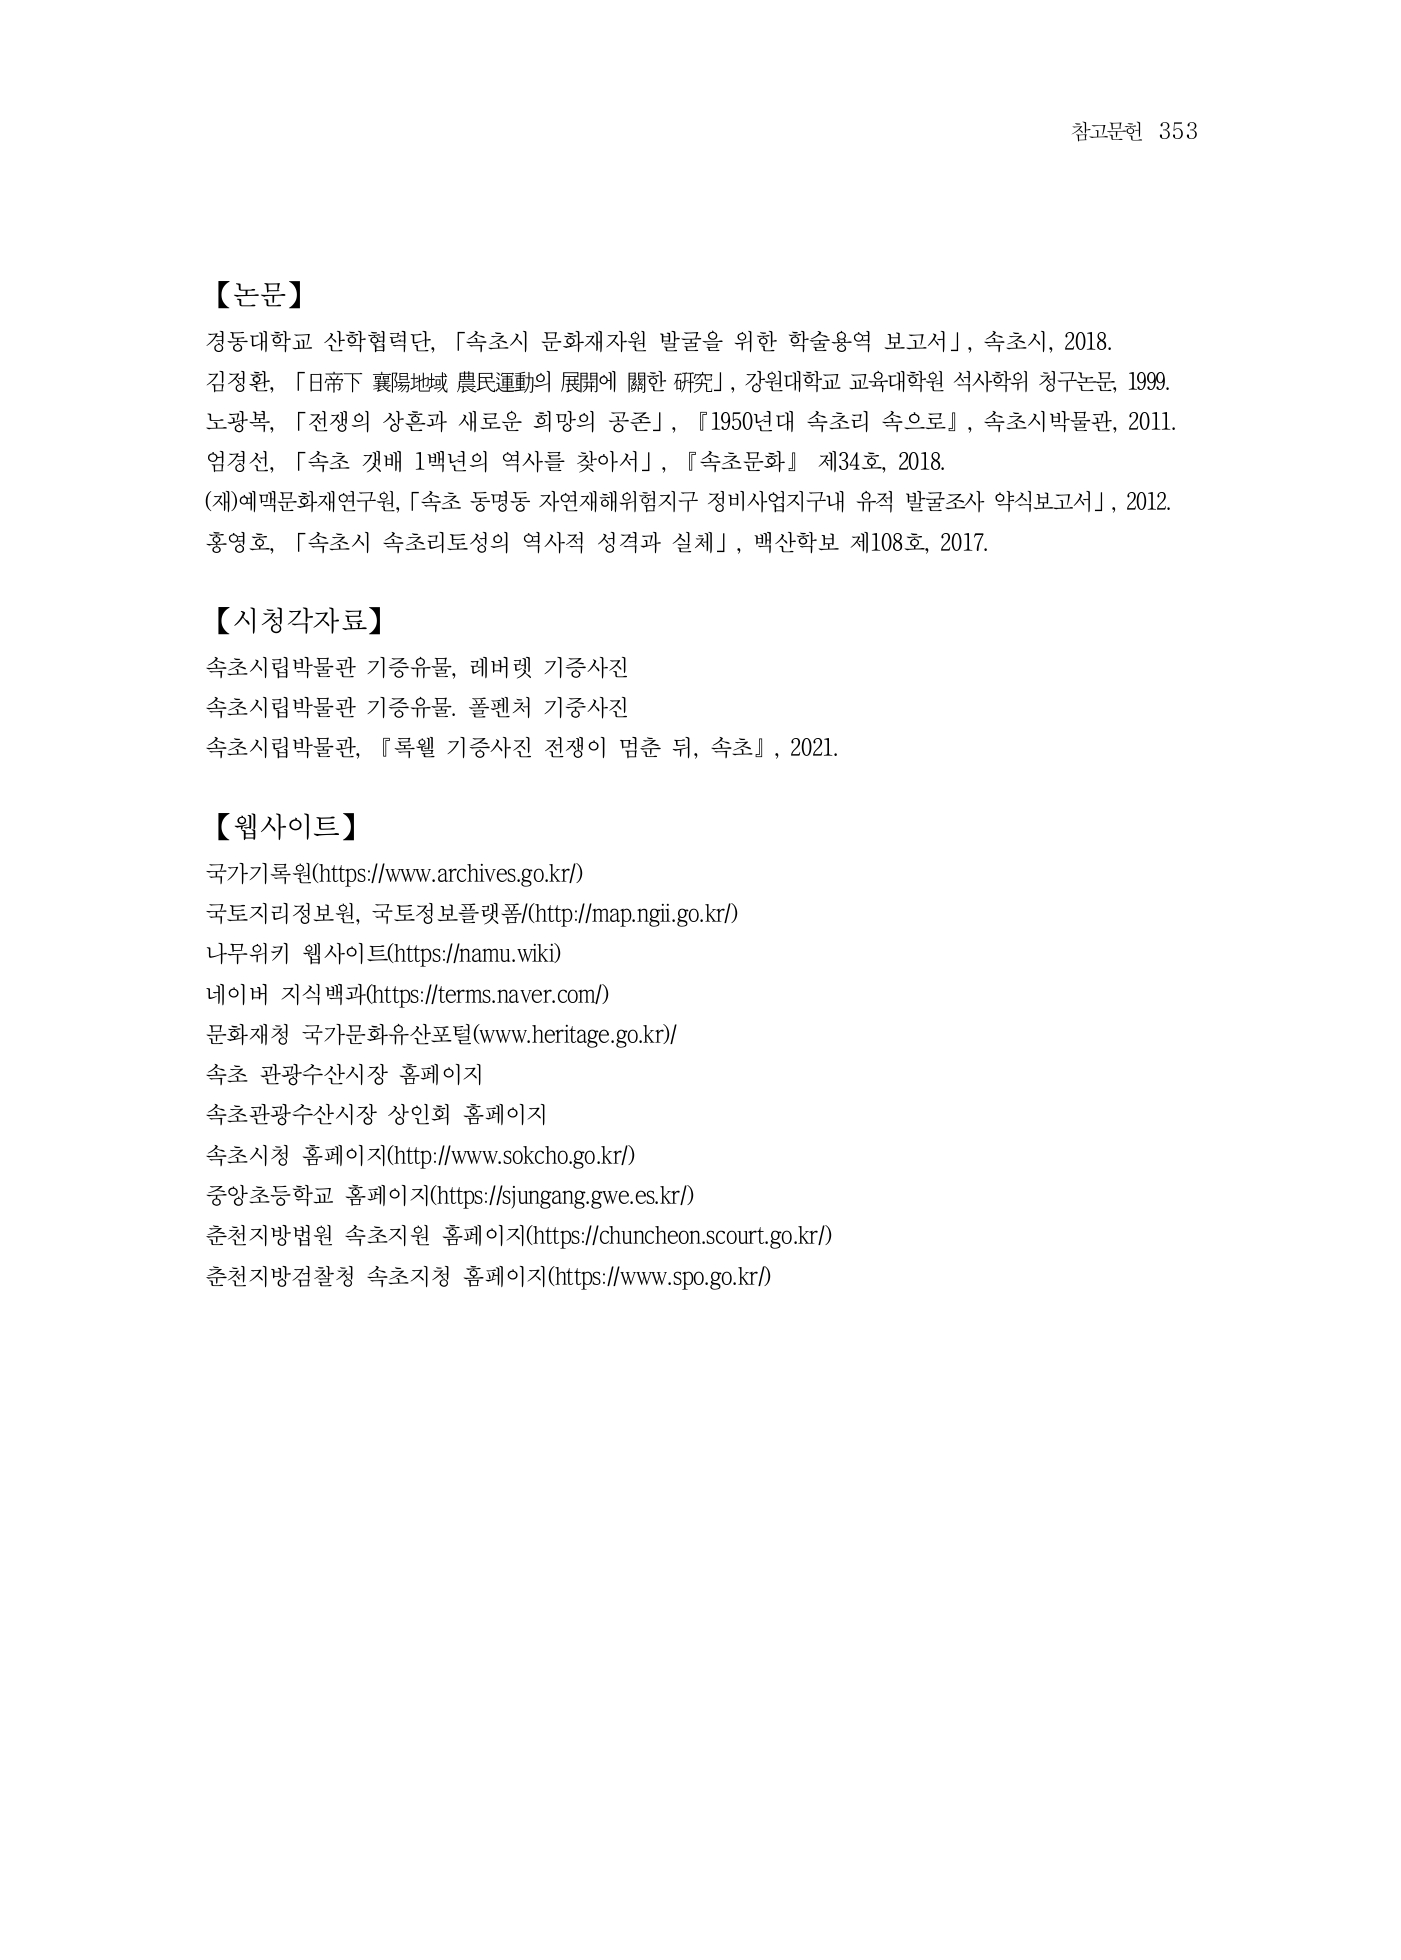 참고문헌 353
【논문】
경동대학교 산학협력단, 「속초시 문화재자원 발굴을 위한 학술용역 보고서」, 속초시, 2018.
김정환, 「日帝下 襄陽地域 農民運動의 展開에 關한 硏究」, 강원대학교 교육대학원 석사학위 청구논문, 1999.
노광복, 「전쟁의 상흔과 새로운 희망의 공존」, 『1950년대 속초리 속으로』, 속초시박물관, 2011.
엄경선, 「속초 갯배 1백년의 역사를 찾아서」, 『속초문화』 제34호, 2018.
(재)예맥문화재연구원,「속초 동명동 자연재해위험지구 정비사업지구내 유적 발굴조사 약식보고서」, 2012.
홍영호, 「속초시 속초리토성의 역사적 성격과 실체」, 백산학보 제108호, 2017.
【시청각자료】
속초시립박물관 기증유물, 레버렛 기증사진
속초시립박물관 기증유물. 폴펜처 기중사진
속초시립박물관, 『록웰 기증사진 전쟁이 멈춘 뒤, 속초』, 2021.
【웹사이트】
국가기록원(https://www.archives.go.kr/)
국토지리정보원, 국토정보플랫폼/(http://map.ngii.go.kr/)
나무위키 웹사이트(https://namu.wiki)
네이버 지식백과(https://terms.naver.com/)
문화재청 국가문화유산포털(www.heritage.go.kr)/
속초 관광수산시장 홈페이지
속초관광수산시장 상인회 홈페이지
속초시청 홈페이지(http://www.sokcho.go.kr/)
중앙초등학교 홈페이지(https://sjungang.gwe.es.kr/)
춘천지방법원 속초지원 홈페이지(https://chuncheon.scourt.go.kr/)
춘천지방검찰청 속초지청 홈페이지(https://www.spo.go.kr/)